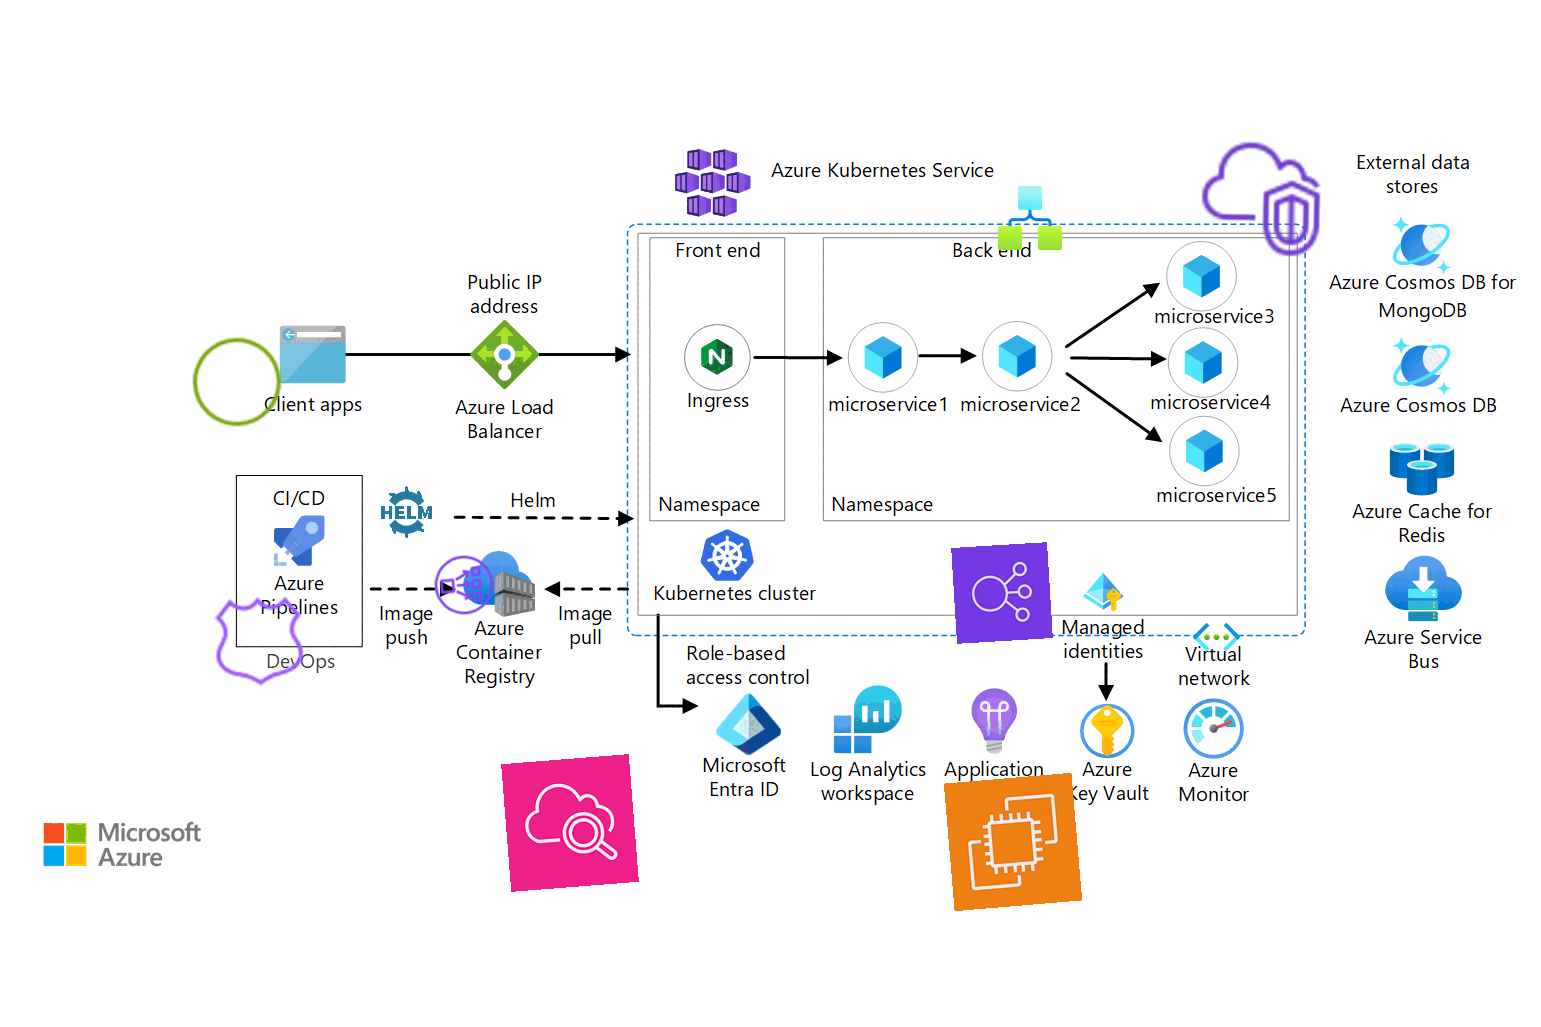 Azure Kubernetes Service
External data
stores
Front end
Back end
Public IP
address
Azure Cosmos DB for
MongoDB
microservice3
Client apps
Azure Load
Balancer
Ingress
microservice1
microservice2
microservice4
Azure Cosmos DB
CI/CD
HELM
Helm
Namespace
Namespace
microservice5
Azure Cache for
Redis
Azure
Pipelines
Image
push
Azure
Container
Registry
Image
pull
Kubernetes cluster
Managed
identities
Virtual
network
Azure Service
Bus
DevOps
Role-based
access control
Microsoft
Entra ID
Log Analytics
workspace
Application
Azure
Key Vault
Azure
Monitor
Microsoft
Azure